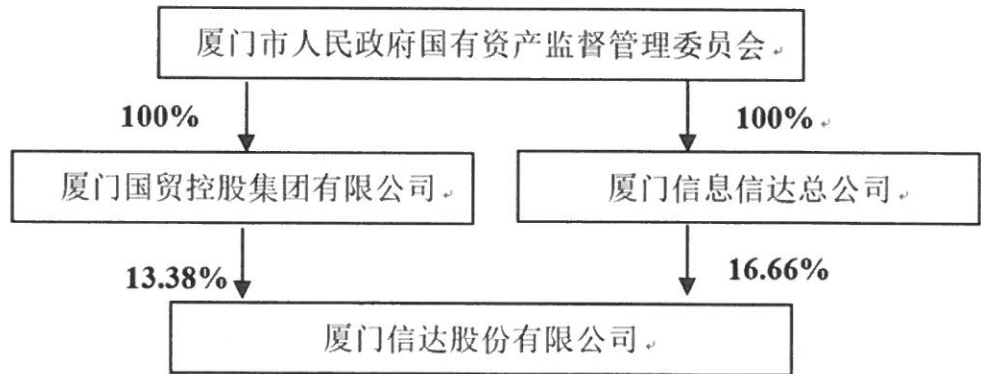 厦门市人民政府国有资产监督管理委员会
100%
100%
厦门国贸控股集团有限公司
厦门信息信达总公司
13.38%
16.66%
厦门信达股份有限公司